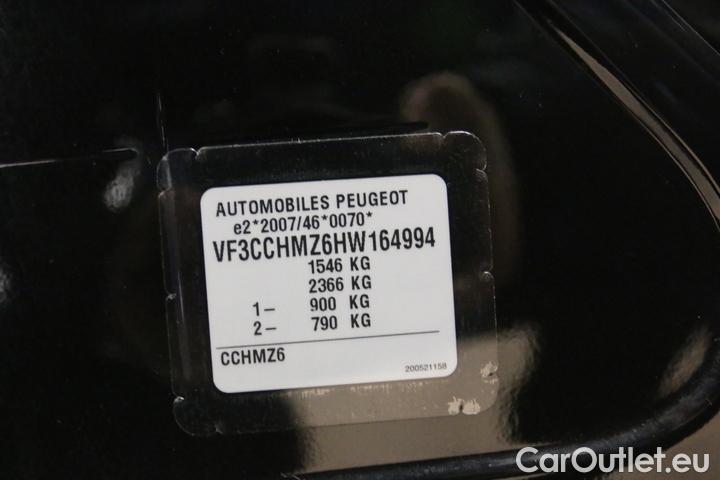 AUTOMOBILES PEUGEOT
e2*2007/46*0070*
VF3CCHMZ6HW164994
1546 KG
2366 KG
1- 900 KG
2- 790 KG
CCHMZ6
200521158
CarOutlet.eu